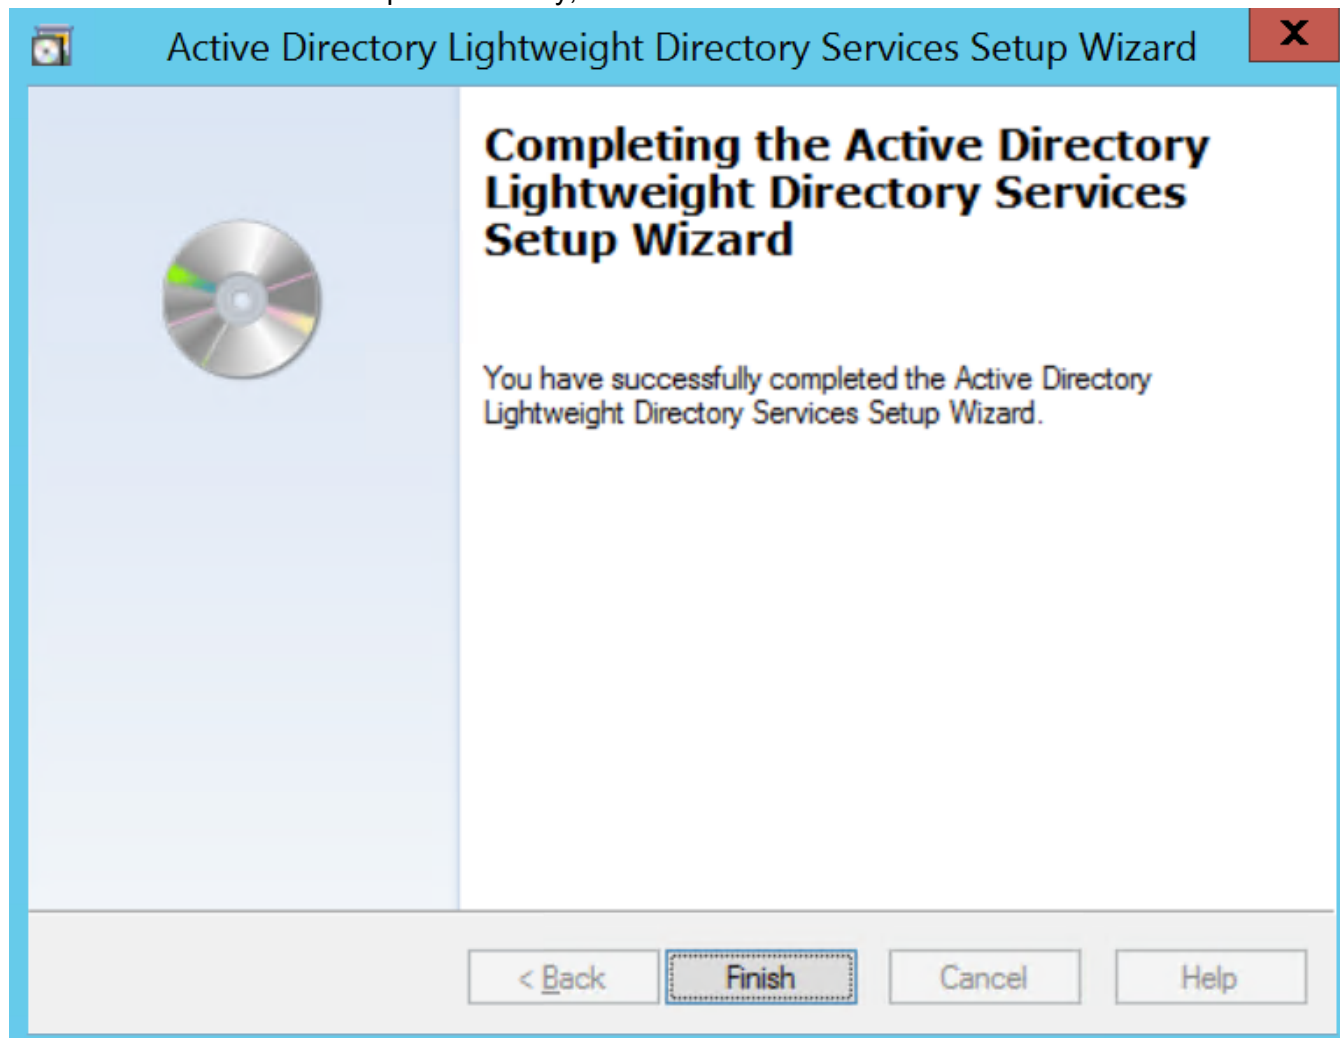 Active Directory Lightweight Directory Services Setup Wizard
X
Completing the Active Directory
Lightweight Directory Services
Setup Wizard
You have successfully completed the Active Directory
Lightweight Directory Services Setup Wizard.
< Back Finish Cancel Help